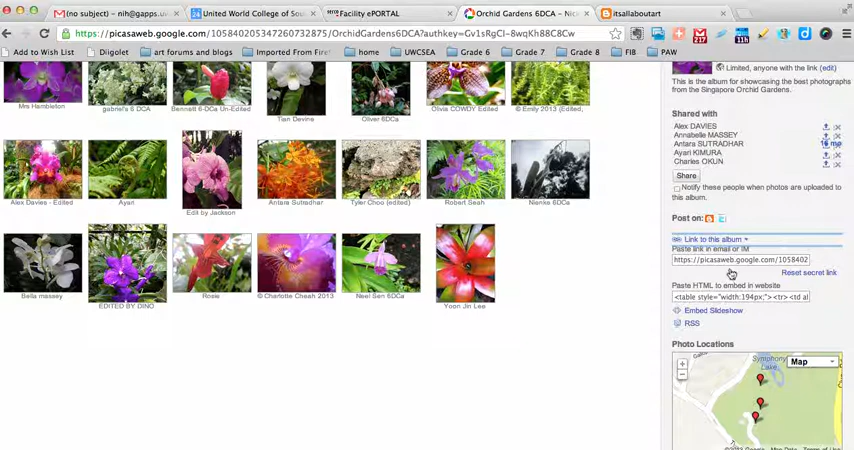 (no subject) - nih@gapps.uw
United World College of Sou
Facility ePORTAL
Orchid Gardens 6DCA - Nic
itsallaboutart
https://picasaweb.google.com/105840205347260732875/OrchidGardens6DCA?authkey=Gv1sRgCI-8wqKh88C8Cw
Add to Wish List
Diigolet
art forums and blogs
Imported From Fire
home
UWCSEA
Grade 6
Grade 7
Grade 8
FIB
PAW
Mrs Hambleton
gabriel's 6 DCA
Bennett 6-DCa Un-Edited
Tian Devine
Oliver 6DCa
Olivia COWDY Edited
© Emily 2013 (Edited,
Alex Davies - Edited
Ayari
Edit by Jackson
Antara Sutradhar
Tyler Choo (edited)
Robert Seah
Nienke 6DCa
Bella massey
EDITED BY DINO
Rosie
© Charlotte Cheah 2013
Neel Sen 6DCa
Yoon Jin Lee
Limited, anyone with the link (edit)
This is the album for showcasing the best photographs
from the Singapore Orchid Gardens.
Shared with
Alex DAVIES
Annabelle MASSEY
Antara SUTRADHAR
Ayari KIMURA
Charles OKUN
Share
Notify these people when photos are uploaded to
this album.
Post on:
Link to this album
Paste link in email or IM
https://picasaweb.google.com/1058402
Reset secret link
Paste HTML to embed in website
<table style="width:194px;"><tr><td al
Embed Slideshow
RSS
Photo Locations
Symphony
Lake
Map